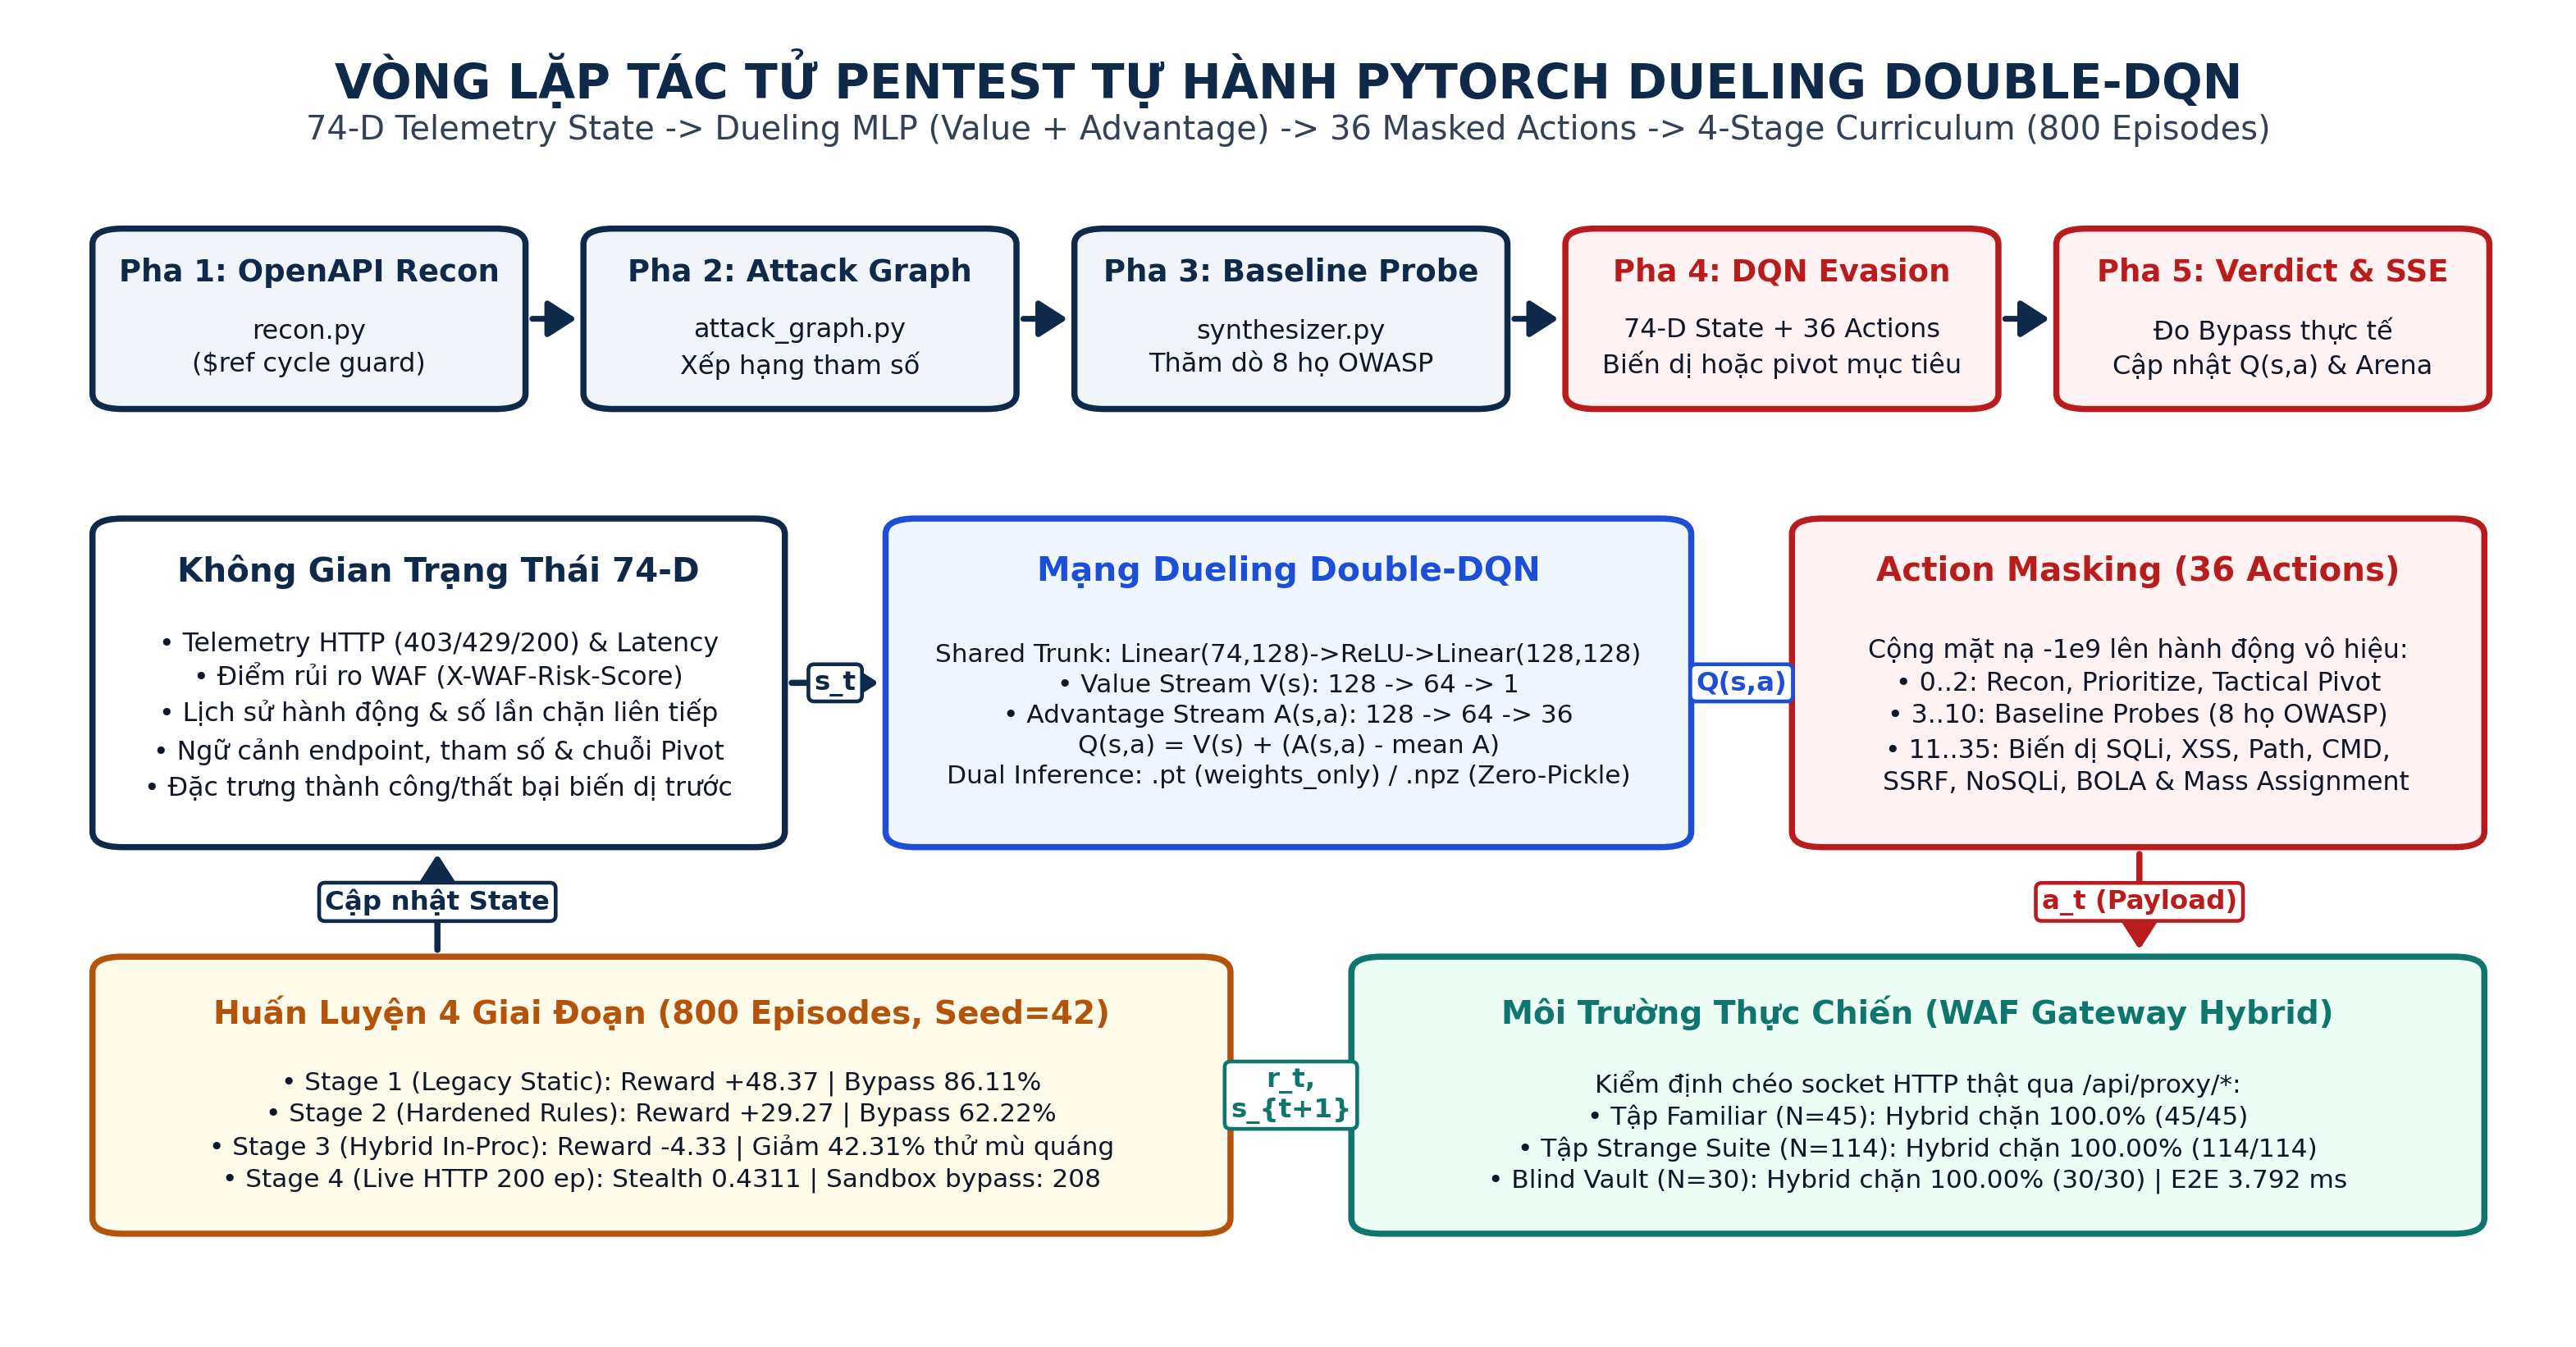 VÒNG LẶP TÁC TỬ PENTEST TỰ HÀNH PYTORCH DUELING DOUBLE-DQN
74-D Telemetry State -> Dueling MLP (Value + Advantage) -> 36 Masked Actions -> 4-Stage Curriculum (800 Episodes)
Pha 1: OpenAPI Recon
recon.py
($ref cycle guard)
Pha 2: Attack Graph
attack_graph.py
Xếp hạng tham số
Pha 3: Baseline Probe
synthesizer.py
Thăm dò 8 họ OWASP
Pha 4: DQN Evasion
74-D State + 36 Actions
Biến dị hoặc pivot mục tiêu
Pha 5: Verdict & SSE
Đo Bypass thực tế
Cập nhật Q(s,a) & Arena
Không Gian Trạng Thái 74-D
• Telemetry HTTP (403/429/200) & Latency
• Điểm rủi ro WAF (X-WAF-Risk-Score)
• Lịch sử hành động & số lần chặn liên tiếp
• Ngữ cảnh endpoint, tham số & chuỗi Pivot
• Đặc trưng thành công/thất bại biến dị trước
s_t
Mạng Dueling Double-DQN
Shared Trunk: Linear(74,128)->ReLU->Linear(128,128)
• Value Stream V(s): 128 -> 64 -> 1
• Advantage Stream A(s,a): 128 -> 64 -> 36
Q(s,a) = V(s) + (A(s,a) - mean A)
Dual Inference: .pt (weights_only) / .npz (Zero-Pickle)
Q(s,a)
Action Masking (36 Actions)
Cộng mặt nạ -1e9 lên hành động vô hiệu:
• 0..2: Recon, Prioritize, Tactical Pivot
• 3..10: Baseline Probes (8 họ OWASP)
• 11..35: Biến dị SQLi, XSS, Path, CMD,
SSRF, NoSQLi, BOLA & Mass Assignment
Cập nhật State
a_t (Payload)
Huấn Luyện 4 Giai Đoạn (800 Episodes, Seed=42)
• Stage 1 (Legacy Static): Reward +48.37 | Bypass 86.11%
• Stage 2 (Hardened Rules): Reward +29.27 | Bypass 62.22%
• Stage 3 (Hybrid In-Proc): Reward -4.33 | Giảm 42.31% thử mù quáng
• Stage 4 (Live HTTP 200 ep): Stealth 0.4311 | Sandbox bypass: 208
r_t,
s_{t+1}
Môi Trường Thực Chiến (WAF Gateway Hybrid)
Kiểm định chéo socket HTTP thật qua /api/proxy/*:
• Tập Familiar (N=45): Hybrid chặn 100.0% (45/45)
• Tập Strange Suite (N=114): Hybrid chặn 100.00% (114/114)
• Blind Vault (N=30): Hybrid chặn 100.00% (30/30) | E2E 3.792 ms